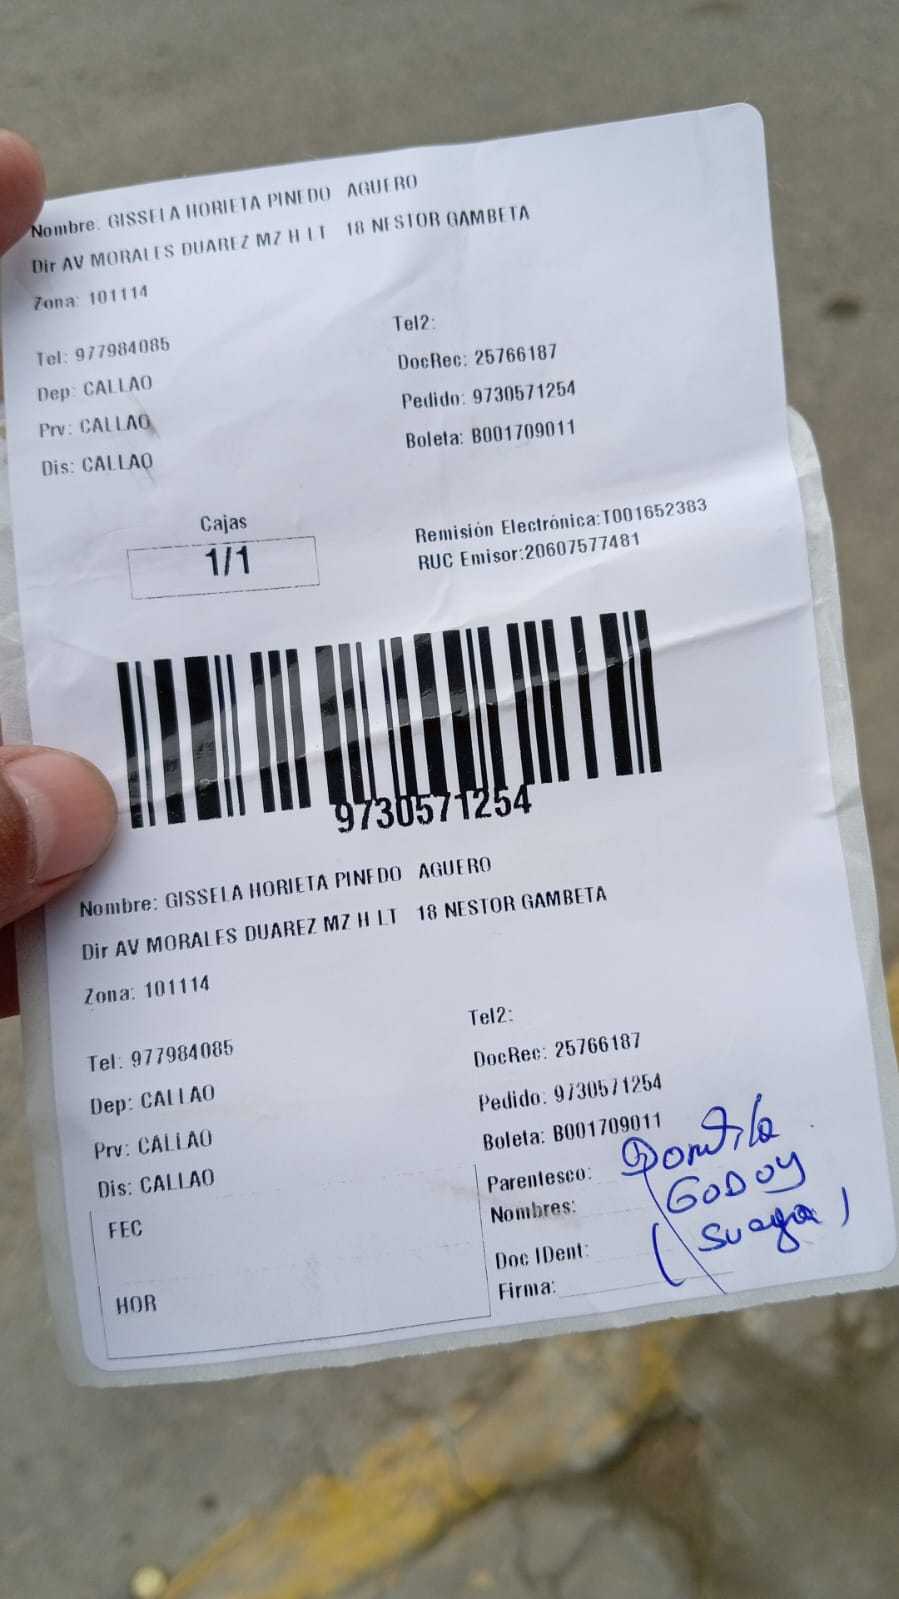 Nombre: GISSELA HORIETA PINEDO AGUERO
Dir AV MORALES DUAREZ MZ H LT 18 NESTOR GAMBETA
Zona: 101114
Tel: 977984085
Tel2:
Dep: CALLAO
DocRec: 25766187
Prv: CALLAO
Pedido: 9730571254
Dis: CALLAO
Boleta: B001709011
Cajas
1/1
Remisión Electrónica:T001652383
RUC Emisor:20607577481
9730571254
Nombre: GISSELA HORIETA PINEDO AGUERO
Dir AV MORALES DUAREZ MZ H LT 18 NESTOR GAMBETA
Zona: 101114
Tel: 977984085
Tel2:
Dep: CALLAO
DocRec: 25766187
Prv: CALLAO
Pedido: 9730571254
Dis: CALLAO
Boleta: B001709011
FEC
HOR
Parentesco:
Nombres: GODOY
Doc IDent: (suegra)
Firma: